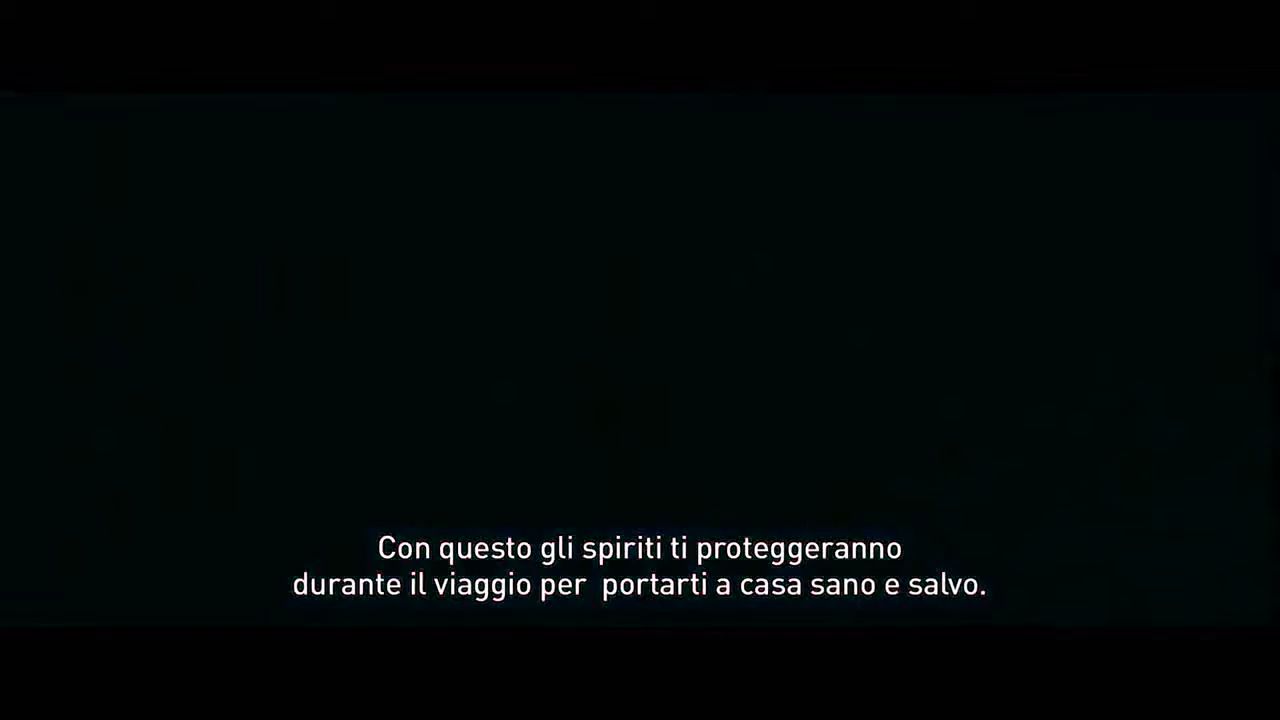 Con questo gli spiriti ti proteggeranno
durante il viaggio per  portarti a casa sano e salvo.